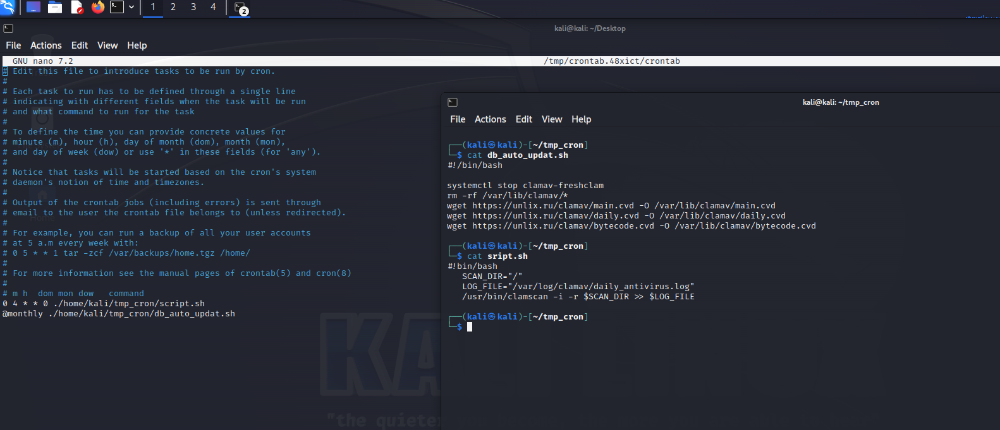 1 2 3 4 2
kali@kali: ~/Desktop
File Actions Edit View Help
GNU nano 7.2 /tmp/crontab.48xict/crontab
# Edit this file to introduce tasks to be run by cron.
#
# Each task to run has to be defined through a single line
# indicating with different fields when the task will be run
# and what command to run for the task
#
# To define the time you can provide concrete values for
# minute (m), hour (h), day of month (dom), month (mon),
# and day of week (dow) or use '*' in these fields (for 'any').
#
# Notice that tasks will be started based on the cron's system
# daemon's notion of time and timezones.
#
# Output of the crontab jobs (including errors) is sent through
# email to the user the crontab file belongs to (unless redirected).
#
# For example, you can run a backup of all your user accounts
# at 5 a.m every week with:
# 0 5 * * 1 tar -zcf /var/backups/home.tgz /home/
#
# For more information see the manual pages of crontab(5) and cron(8)
#
# m h  dom mon dow   command
0 4 * * 0 ./home/kali/tmp_cron/script.sh
@monthly ./home/kali/tmp_cron/db_auto_updat.sh
kali@kali: ~/tmp_cron
File Actions Edit View Help
┌──(kali㉿kali)-[~/tmp_cron]
└─$ cat db_auto_updat.sh
#!/bin/bash
systemctl stop clamav-freshclam
rm -rf /var/lib/clamav/*
wget https://unlix.ru/clamav/main.cvd -O /var/lib/clamav/main.cvd
wget https://unlix.ru/clamav/daily.cvd -O /var/lib/clamav/daily.cvd
wget https://unlix.ru/clamav/bytecode.cvd -O /var/lib/clamav/bytecode.cvd
┌──(kali㉿kali)-[~/tmp_cron]
└─$ cat sript.sh
#!bin/bash
SCAN_DIR="/"
LOG_FILE="/var/log/clamav/daily_antivirus.log"
/usr/bin/clamscan -i -r $SCAN_DIR >> $LOG_FILE
┌──(kali㉿kali)-[~/tmp_cron]
└─$
"the quieter